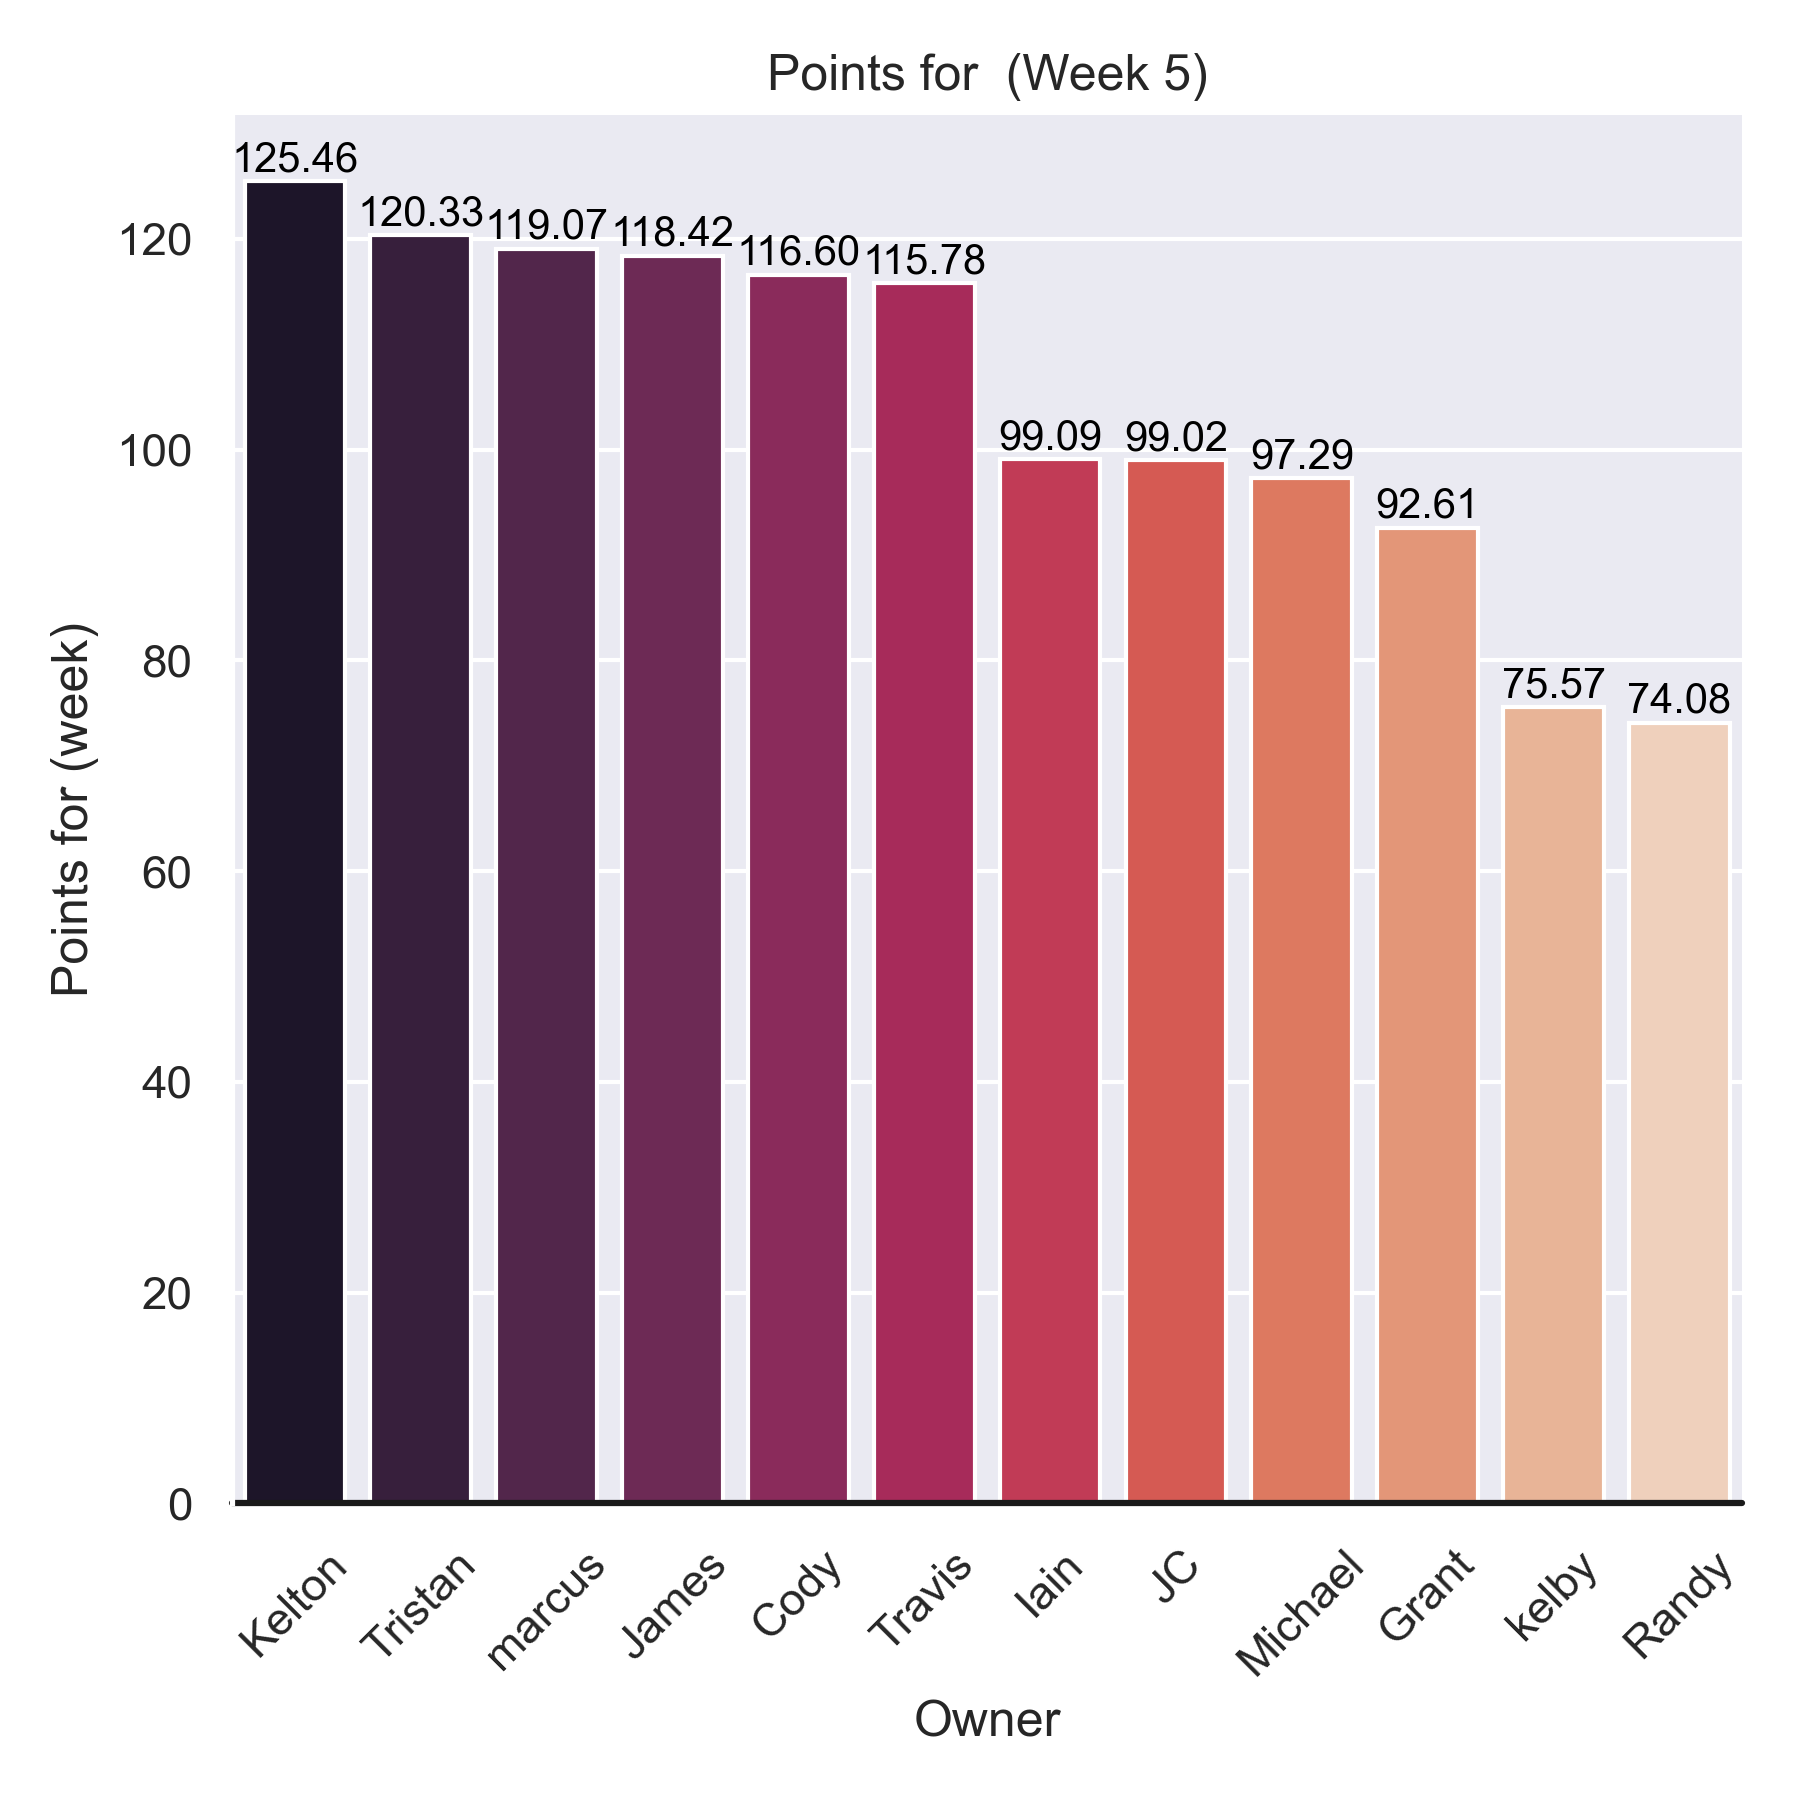 Points for  (Week 5)
125.46
120.33
119.07
118.42
116.60
115.78
99.09
99.02
97.29
92.61
75.57
74.08
Points for (week)
120
100
80
60
40
20
0
Kelton
Tristan
marcus
James
Cody
Travis
Iain
JC
Michael
Grant
kelby
Randy
Owner